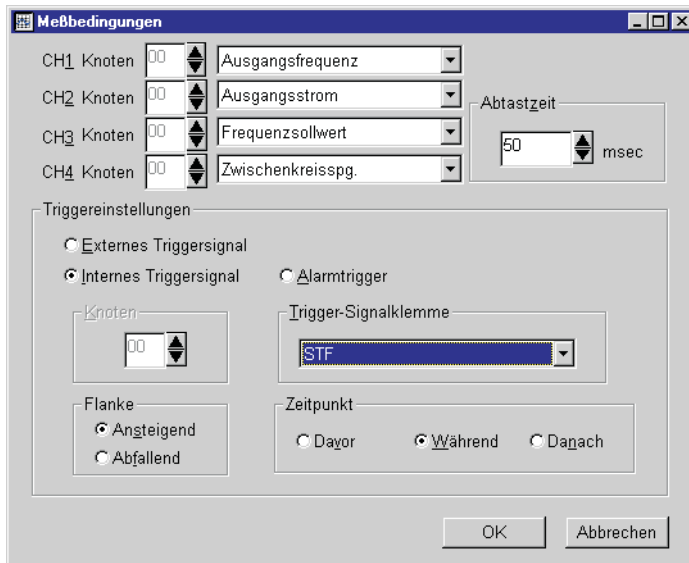 Meßbedingungen
CH1 Knoten 00 Ausgangsfrequenz
CH2 Knoten 00 Ausgangsstrom
CH3 Knoten 00 Frequenzsollwert
CH4 Knoten 00 Zwischenkreisspg.
Abtastzeit
50 msec
Triggereinstellungen
Externes Triggersignal
Internes Triggersignal Alarmtrigger
Knoten
00
Trigger-Signalklemme
STF
Flanke
Ansteigend
Abfallend
Zeitpunkt
Davor Während Danach
OK Abbrechen